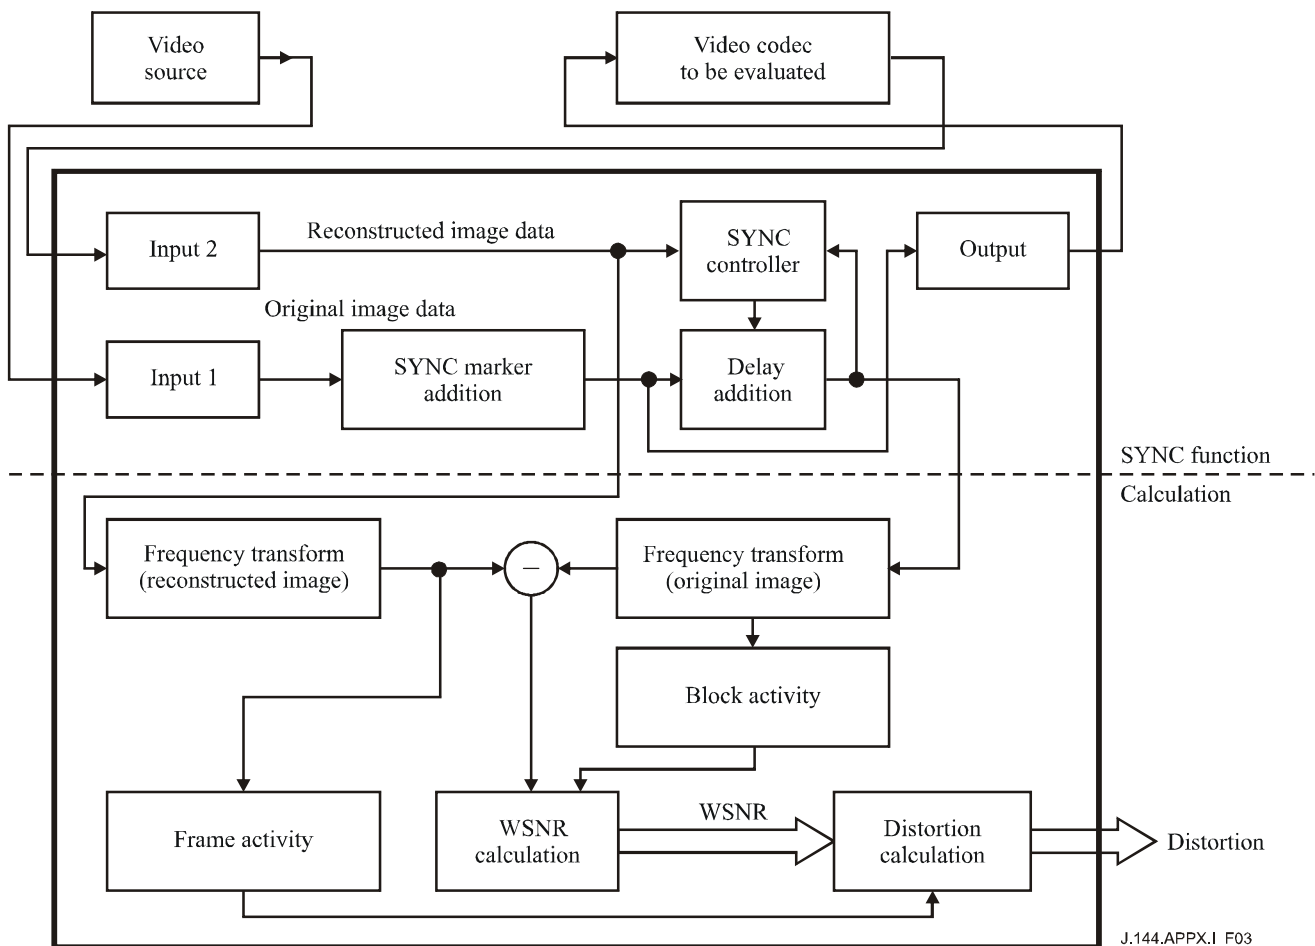 Video
source
Video codec
to be evaluated
Input 2
Reconstructed image data
SYNC
controller
Output
Original image data
Input 1
SYNC marker
addition
Delay
addition
SYNC function
Calculation
Frequency transform
(reconstructed image)
–
Frequency transform
(original image)
Block activity
Frame activity
WSNR
calculation
WSNR
Distortion
calculation
Distortion
J.144.APPX.I_F03